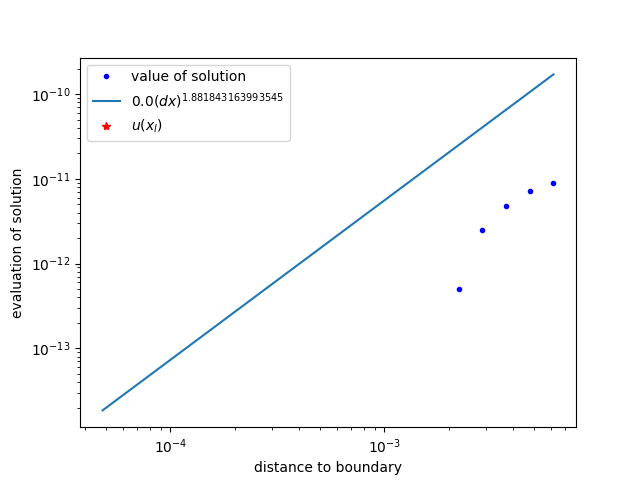 value of solution
0.0(dx)^1.881843163993545
u(x_l)
10^-10
10^-11
10^-12
10^-13
evaluation of solution
10^-4
10^-3
distance to boundary